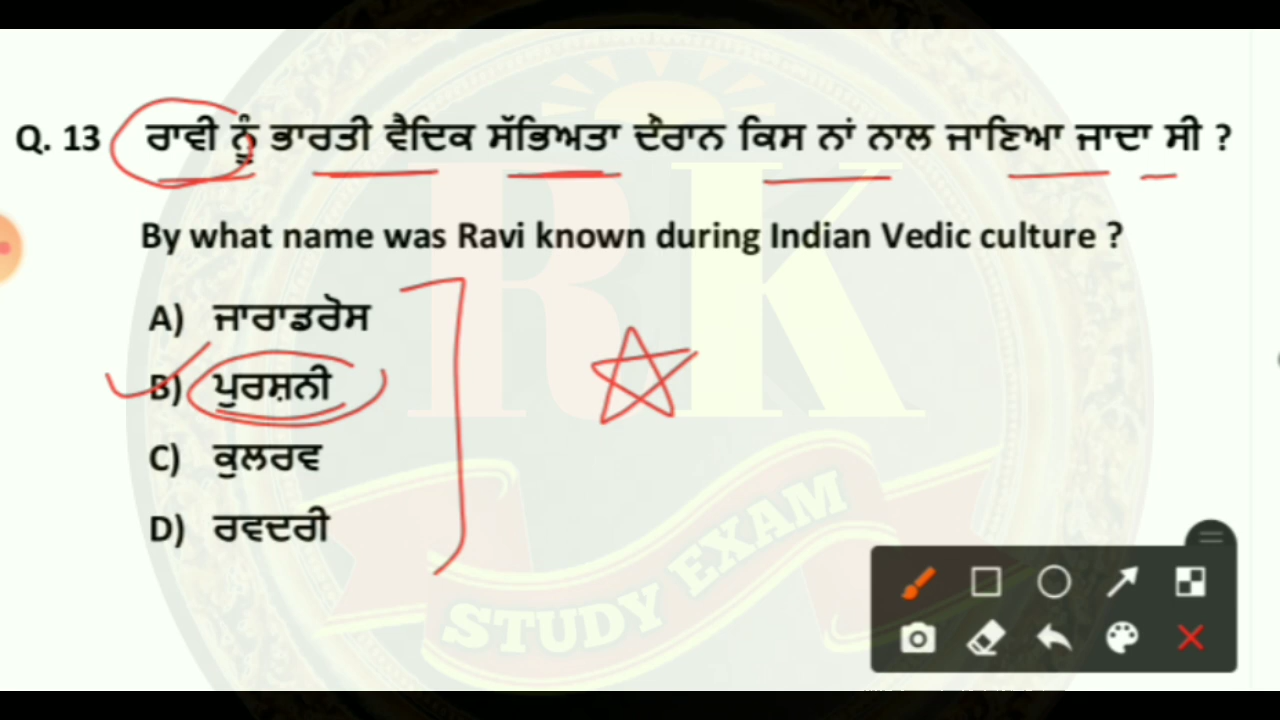 Q. 13 ਰਾਵੀ ਨੂੰ ਭਾਰਤੀ ਵੈਦਿਕ ਸੱਭਿਅਤਾ ਦੌਰਾਨ ਕਿਸ ਨਾਂ ਨਾਲ ਜਾਣਿਆ ਜਾਦਾ ਸੀ ?
By what name was Ravi known during Indian Vedic culture ?
A) ਜਾਰਾਡਰੋਸ
B) ਪੁਰਸ਼ਨੀ
C) ਕੁਲਰਵ
D) ਰਵਦਰੀ
RK
STUDY EXAM